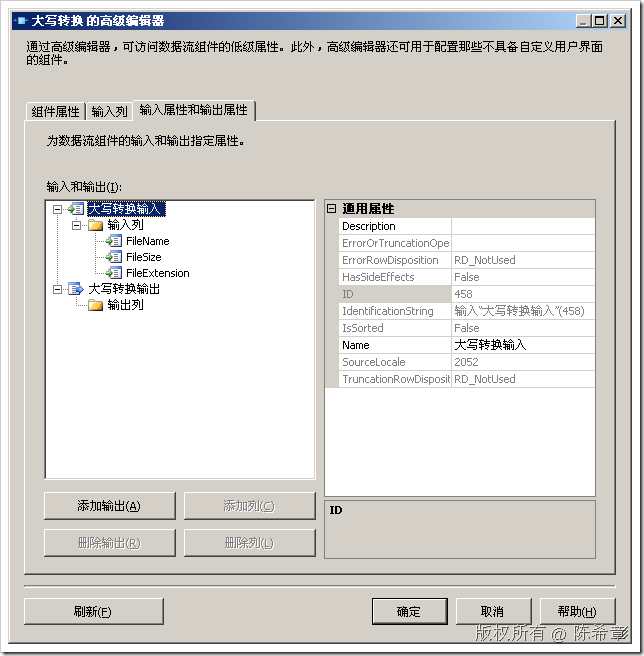 大写转换 的高级编辑器
通过高级编辑器，可访问数据流组件的低级属性。此外，高级编辑器还可用于配置那些不具备自定义用户界面
的组件。
组件属性 输入列 输入属性和输出属性
为数据流组件的输入和输出指定属性。
输入和输出(I):
大写转换输入
输入列
FileName
FileSize
FileExtension
大写转换输出
输出列
通用属性
Description
ErrorOrTruncationOpe
ErrorRowDisposition RD_NotUsed
HasSideEffects False
ID 458
IdentificationString 输入“大写转换输入”(458)
IsSorted False
Name 大写转换输入
SourceLocale 2052
TruncationRowDisposit RD_NotUsed
添加输出(A) 添加列(C)
删除输出(R) 删除列(L)
ID
刷新(F) 确定 取消 帮助(H)
版权所有 @ 陈希章